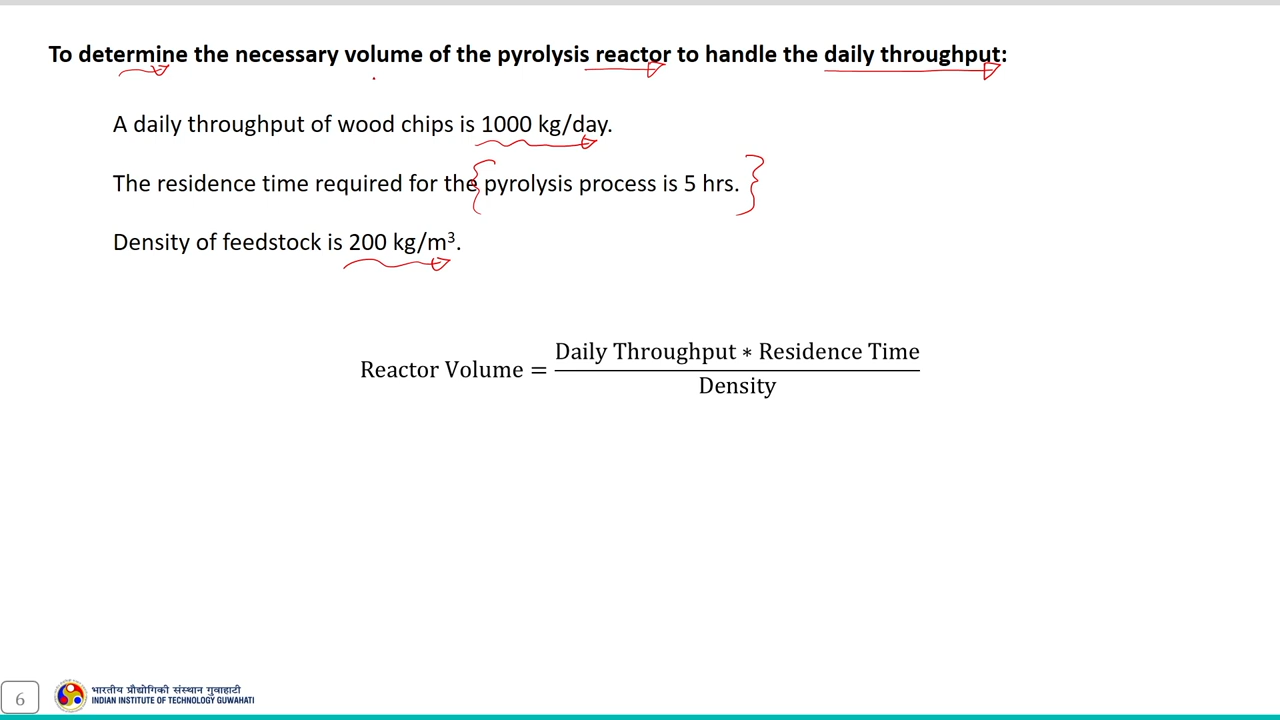 To determine the necessary volume of the pyrolysis reactor to handle the daily throughput:
A daily throughput of wood chips is 1000 kg/day.
The residence time required for the pyrolysis process is 5 hrs.
Density of feedstock is 200 kg/m³.
Reactor Volume = Daily Throughput ∗ Residence Time / Density
6
भारतीय प्रौद्योगिकी संस्थान गुवाहाटी
INDIAN INSTITUTE OF TECHNOLOGY GUWAHATI